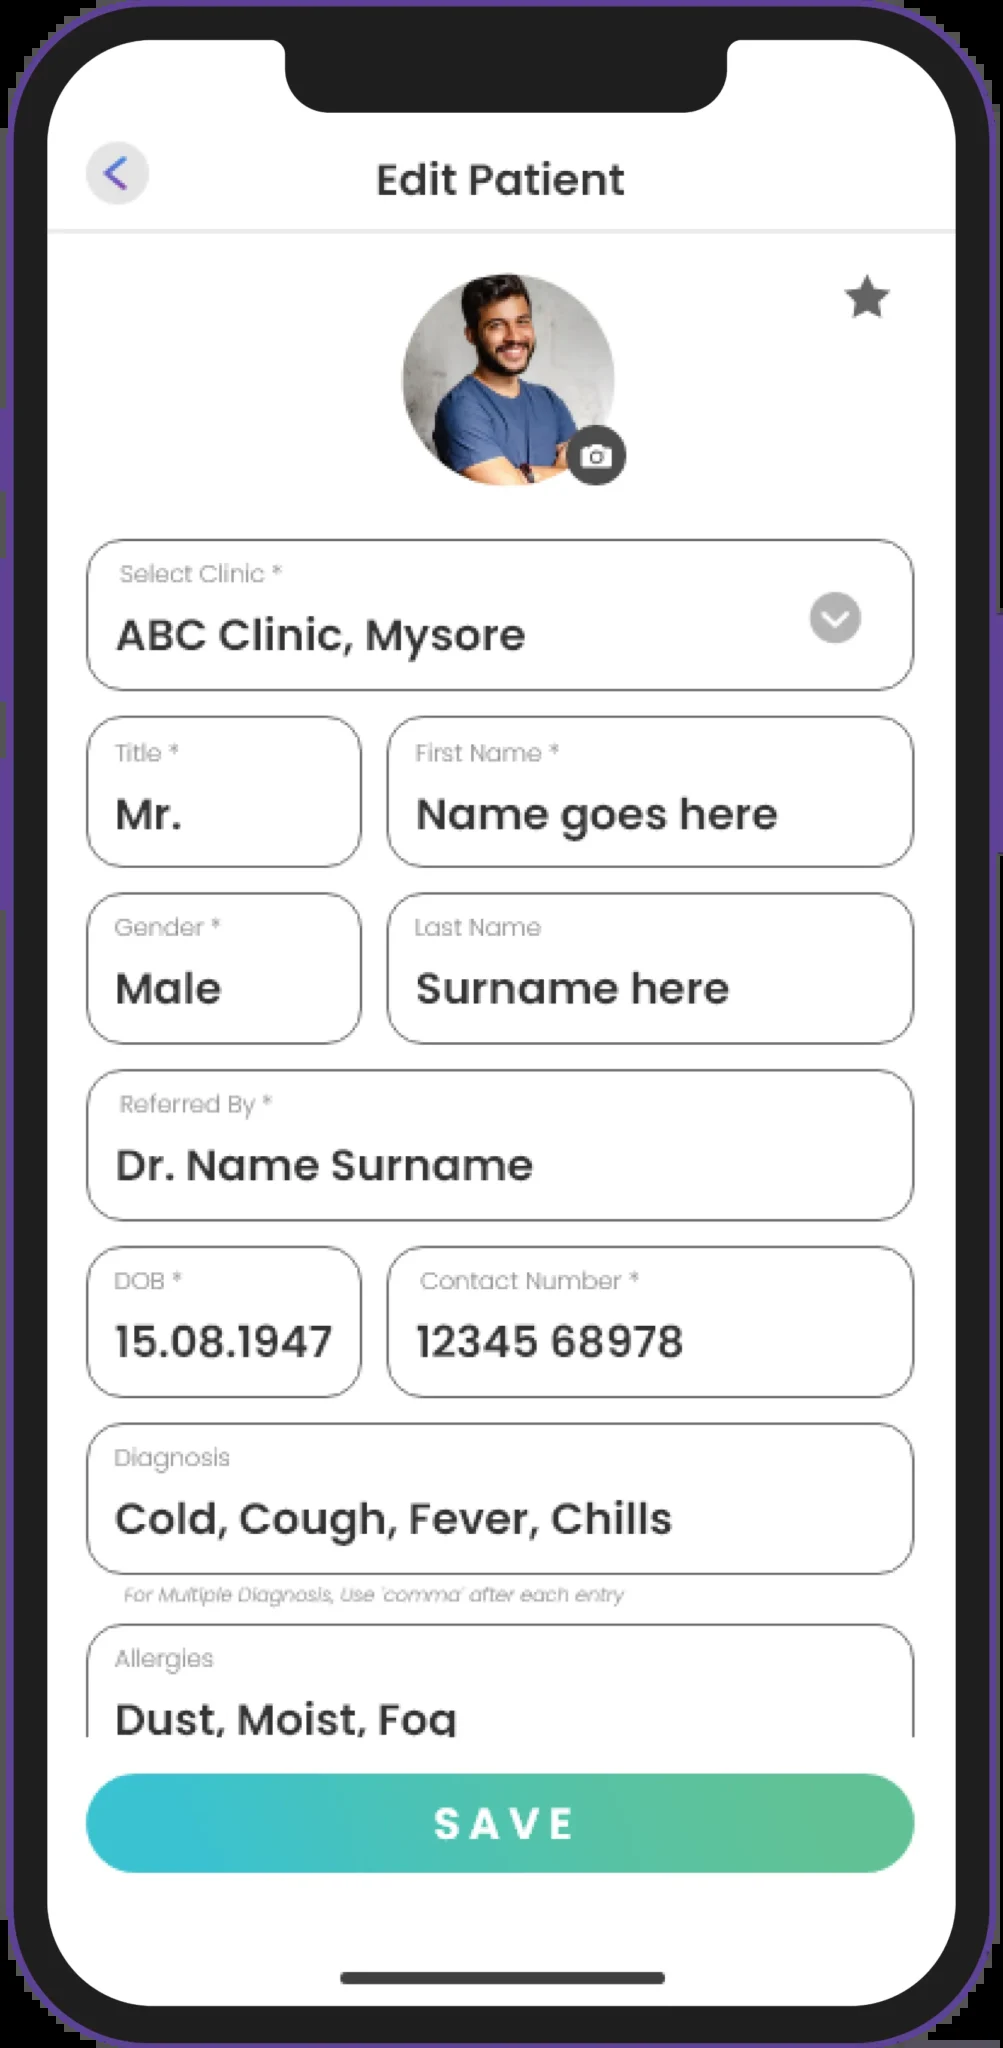 Edit Patient
Select Clinic *
ABC Clinic, Mysore
Title *
Mr.
First Name *
Name goes here
Gender *
Male
Last Name
Surname here
Referred By *
Dr. Name Surname
DOB *
15.08.1947
Contact Number *
12345 68978
Diagnosis
Cold, Cough, Fever, Chills
For Multiple Diagnosis, Use 'comma' after each entry
Allergies
Dust, Moist, Fog
SAVE